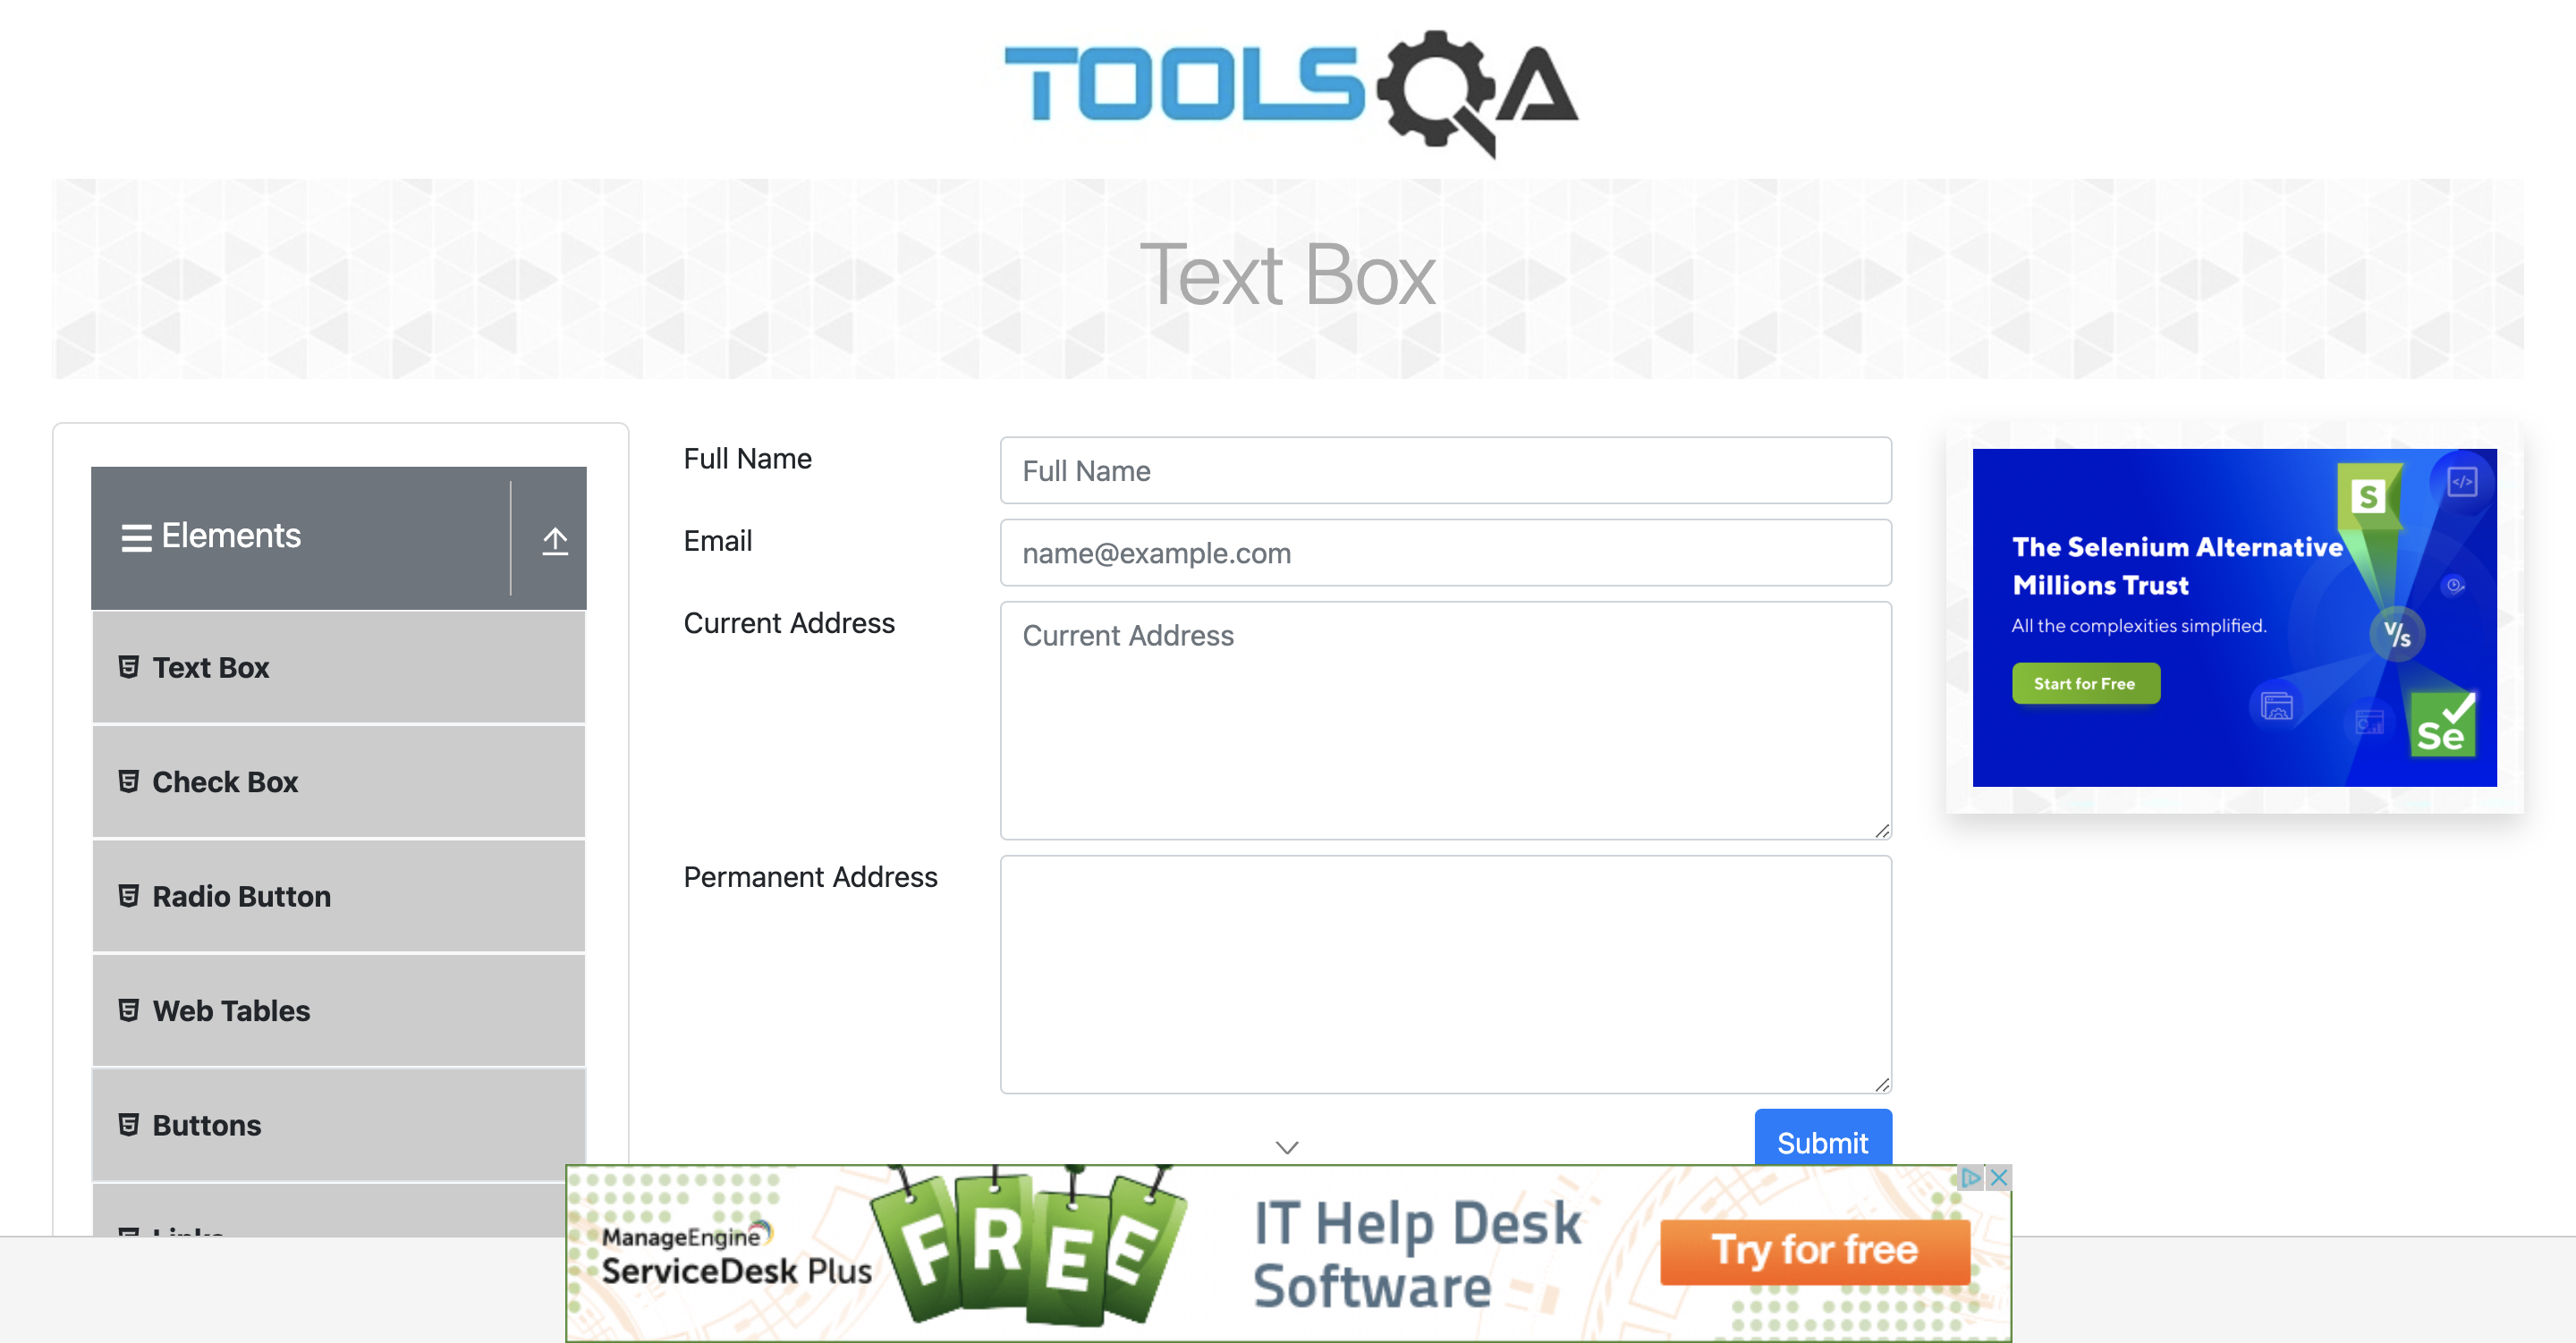 TOOLSQA
Text Box
Elements
Text Box
Check Box
Radio Button
Web Tables
Buttons
Links
Full Name
Full Name
Email
name@example.com
Current Address
Current Address
Permanent Address
Submit
The Selenium Alternative
Millions Trust
All the complexities simplified.
Start for Free
S
</>
V/s
Se
ManageEngine
ServiceDesk Plus
FREE
IT Help Desk
Software
Try for free